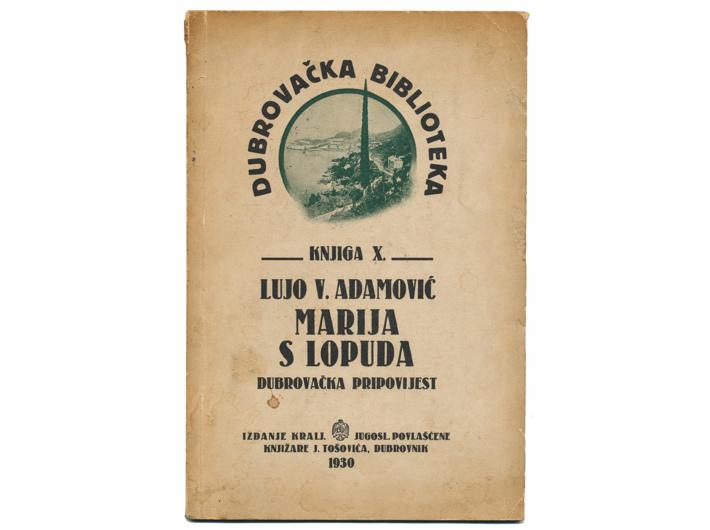 DUBROVAČKA BIBLIOTEKA
KNJIGA X.
LUJO V. ADAMOVIĆ
MARIJA
S LOPUDA
DUBROVAČKA PRIPOVIJEST
IZDANJE KRALJ. JUGOSL. POVLAŠĆENE
KNJIŽARE J. TOŠOVIĆA, DUBROVNIK
1930